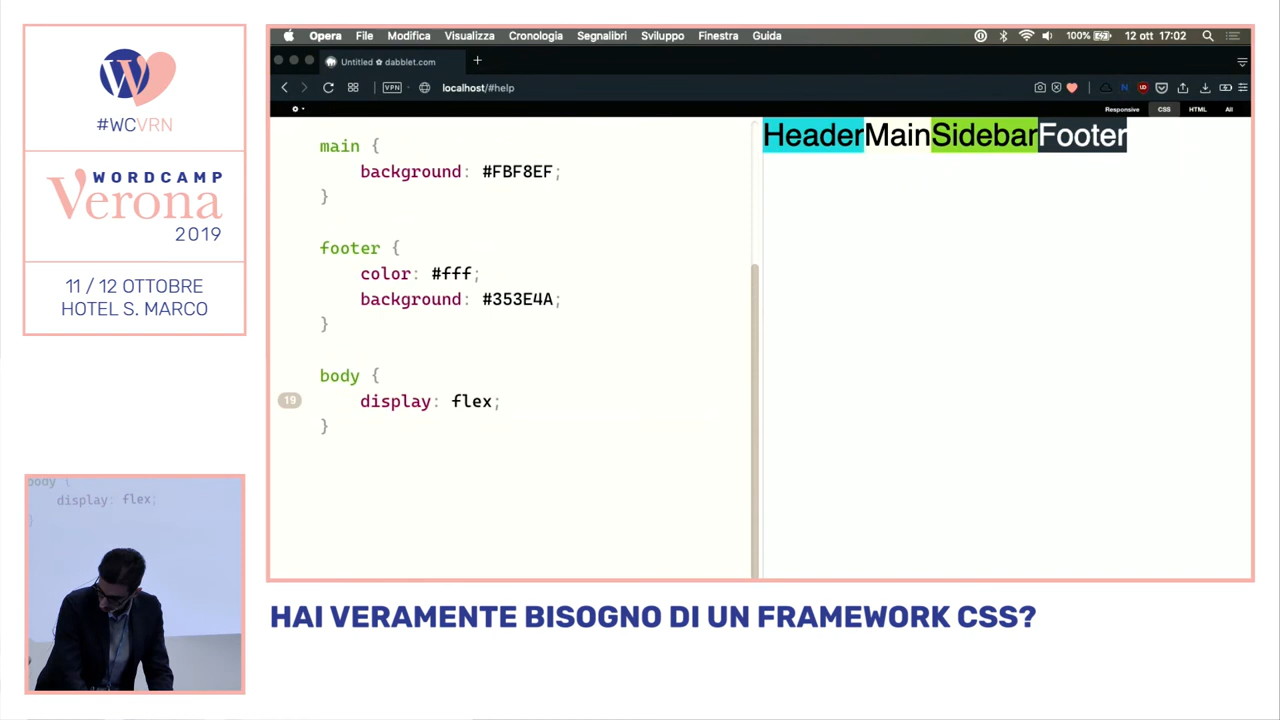 #WCVRN
WORDCAMP
Verona
2019
11 / 12 OTTOBRE
HOTEL S. MARCO
Opera File Modifica Visualizza Cronologia Segnalibri Sviluppo Finestra Guida 100% 12 ott 17:02
Untitled ✿ dabblet.com
VPN localhost/#help
Responsive CSS HTML All
main {
background: #FBF8EF;
}
footer {
color: #fff;
background: #353E4A;
}
body {
19 display: flex;
}
HeaderMainSidebarFooter
body {
display: flex;
}
HAI VERAMENTE BISOGNO DI UN FRAMEWORK CSS?